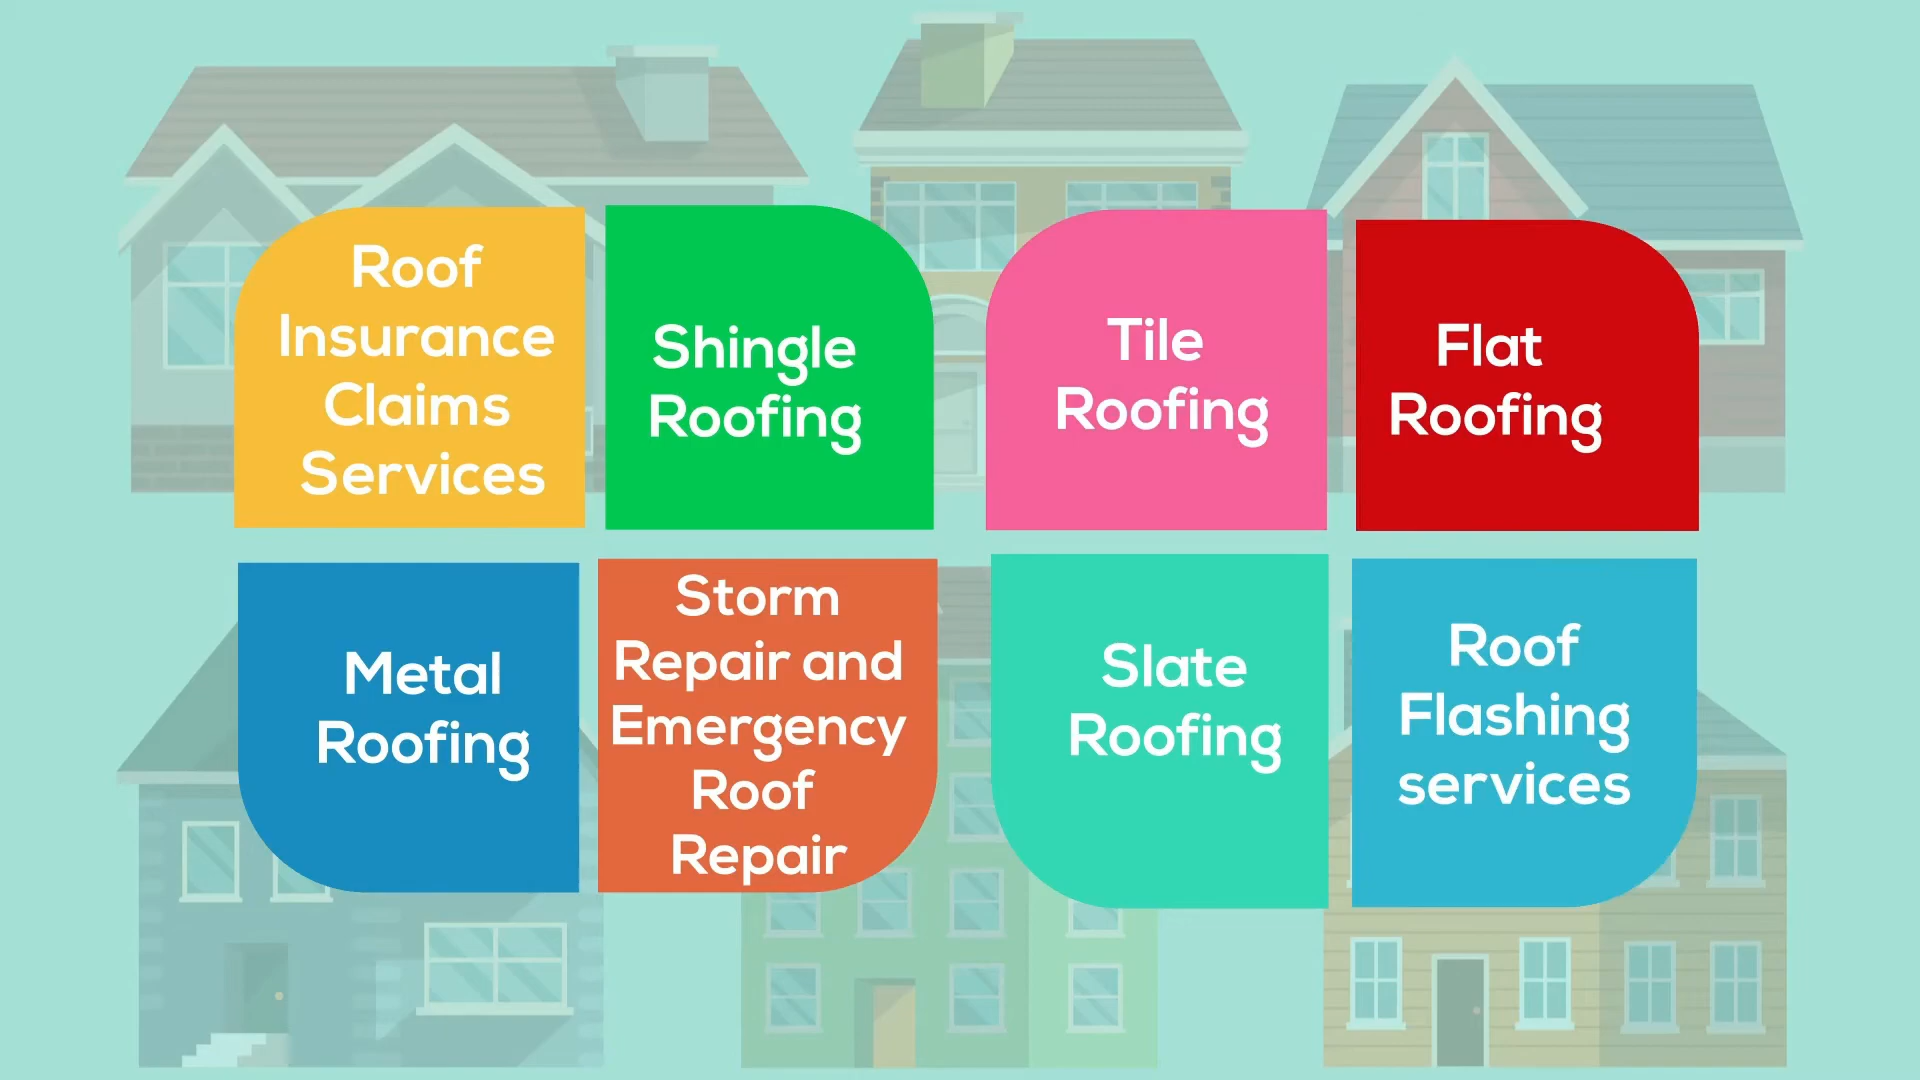 Roof
Insurance
Claims
Services
Shingle
Roofing
Tile
Roofing
Flat
Roofing
Metal
Roofing
Storm
Repair and
Emergency
Roof
Repair
Slate
Roofing
Roof
Flashing
services